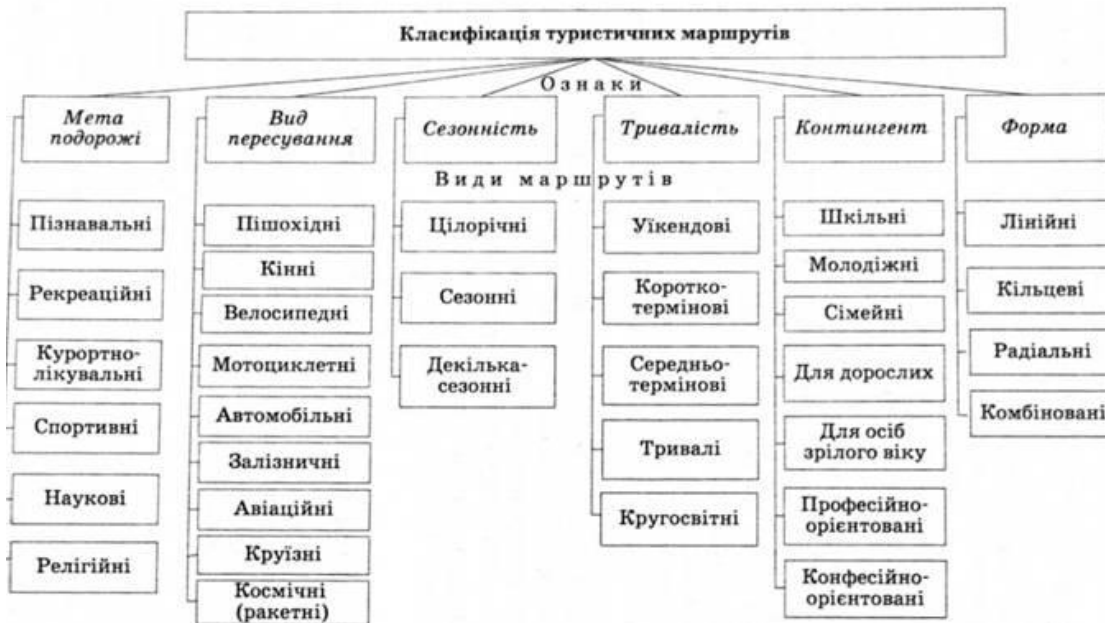 Класифікація туристичних маршрутів
Ознаки
Мета
подорожі
Вид
пересування
Сезонність
Тривалість
Контингент
Форма
Види маршрутів
Пізнавальні
Рекреаційні
Курортно-
лікувальні
Спортивні
Наукові
Релігійні
Пішохідні
Кінні
Велосипедні
Мотоциклетні
Автомобільні
Залізничні
Авіаційні
Круїзні
Космічні
(ракетні)
Цілорічні
Сезонні
Декілька-
сезонні
Уїкендові
Коротко-
термінові
Середньо-
термінові
Тривалі
Кругосвітні
Шкільні
Молодіжні
Сімейні
Для дорослих
Для осіб
зрілого віку
Професійно-
орієнтовані
Конфесійно-
орієнтовані
Лінійні
Кільцеві
Радіальні
Комбіновані